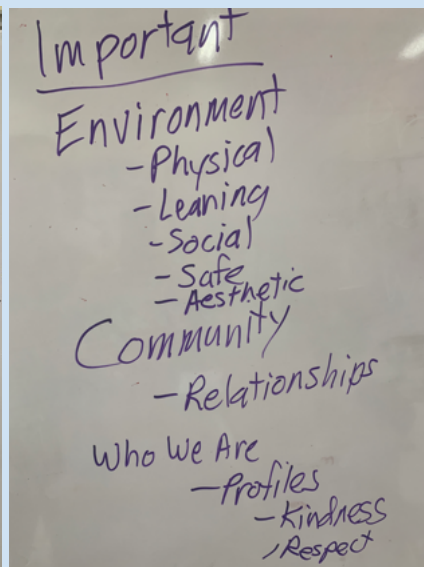 Important
Environment
- Physical
- Leaning
- Social
- Safe
- Aesthetic
Community
- Relationships
Who We Are
- Profiles
- Kindness
, Respect